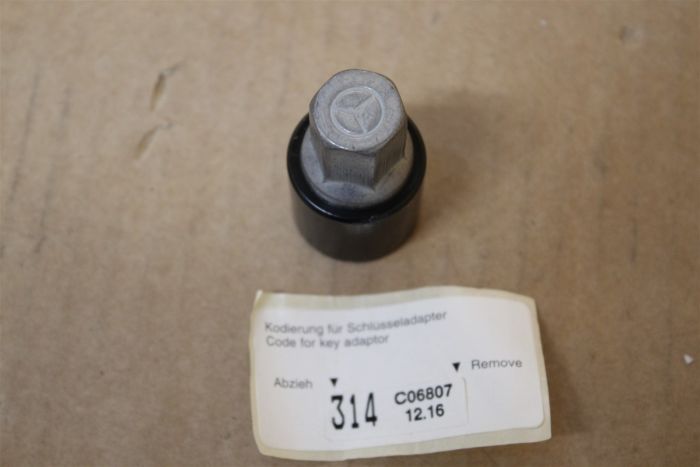 Kodierung für Schlüsseladapter
Code for key adaptor
Abzieh ▼ ▼ Remove
314 C06807
12.16